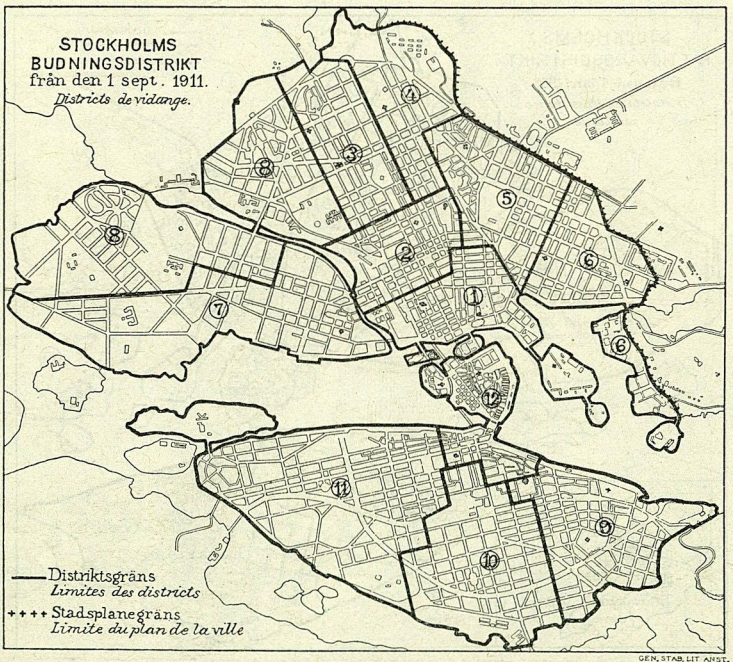 STOCKHOLMS
BUDNINGSDISTRIKT
från den 1 sept. 1911.
Districts de vidange.
4
3
8
5
8
2
6
1
7
6
12
11
9
10
Distriktsgräns
Limites des districts
++++ Stadsplanegräns
Limite du plan de la ville
GEN. STAB. LIT. ANST.